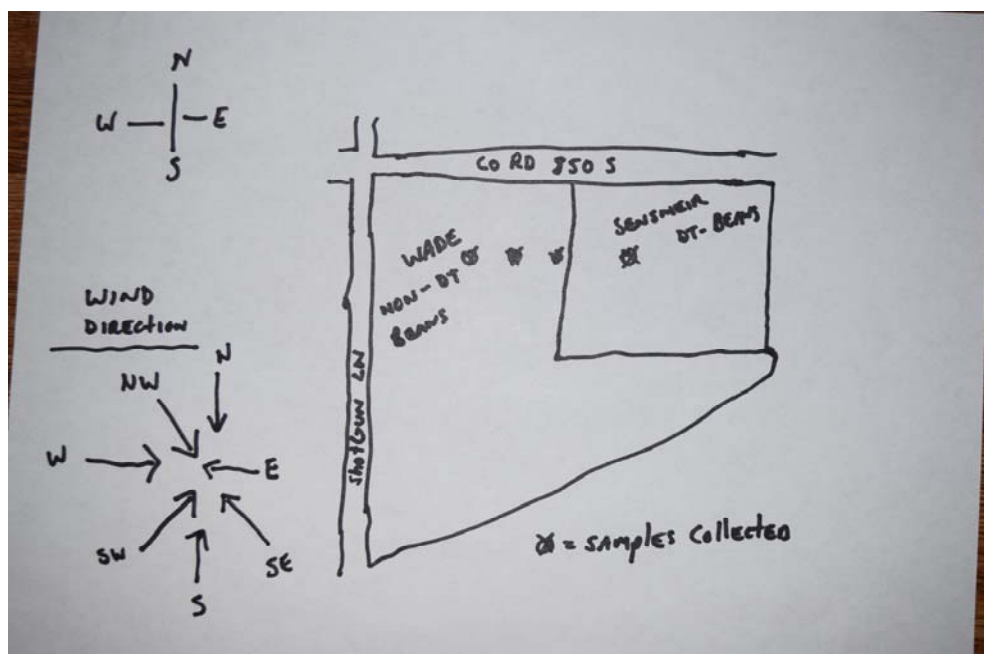 N
W E
S
CO RD 850 S
SENSMEIR
DT-BEANS
WADE
NON-DT
BEANS
SHOTGUN LN
WIND
DIRECTION
N
NW
W
E
SW
SE
S
= SAMPLES COLLECTED